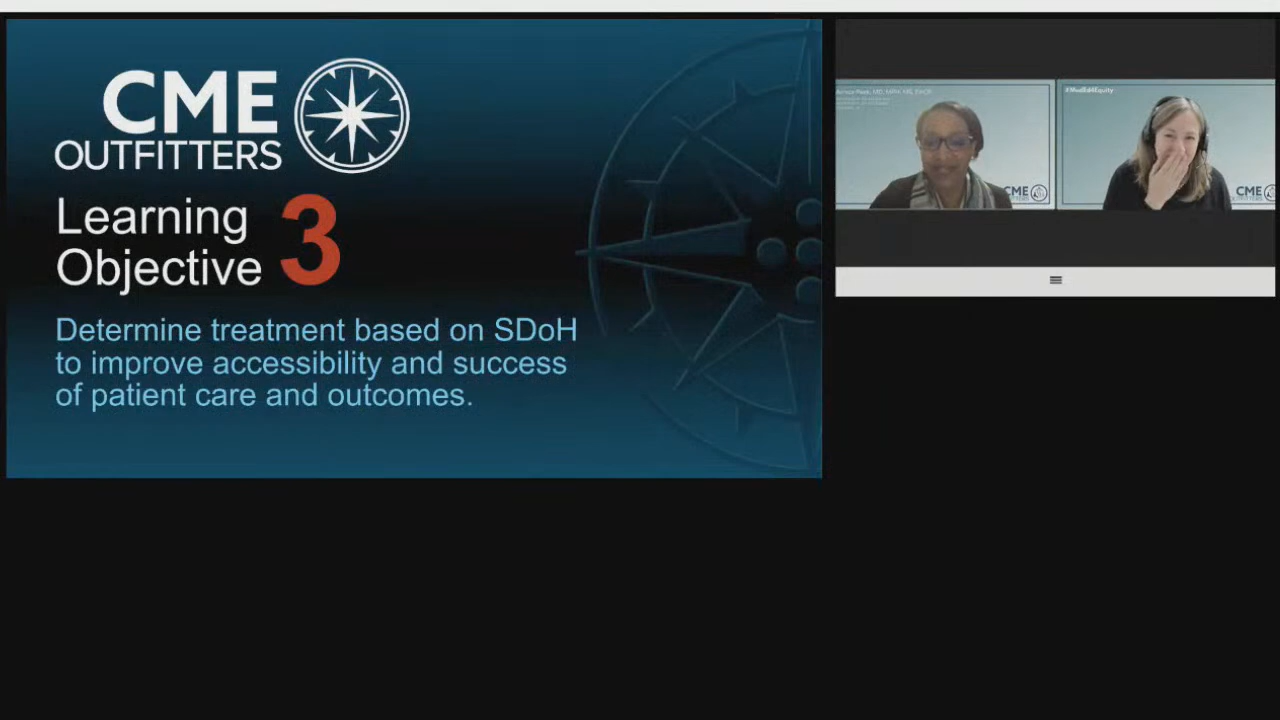 CME
OUTFITTERS
Learning
Objective
3
Determine treatment based on SDoH
to improve accessibility and success
of patient care and outcomes.
#MedEdEquity
CME
CME